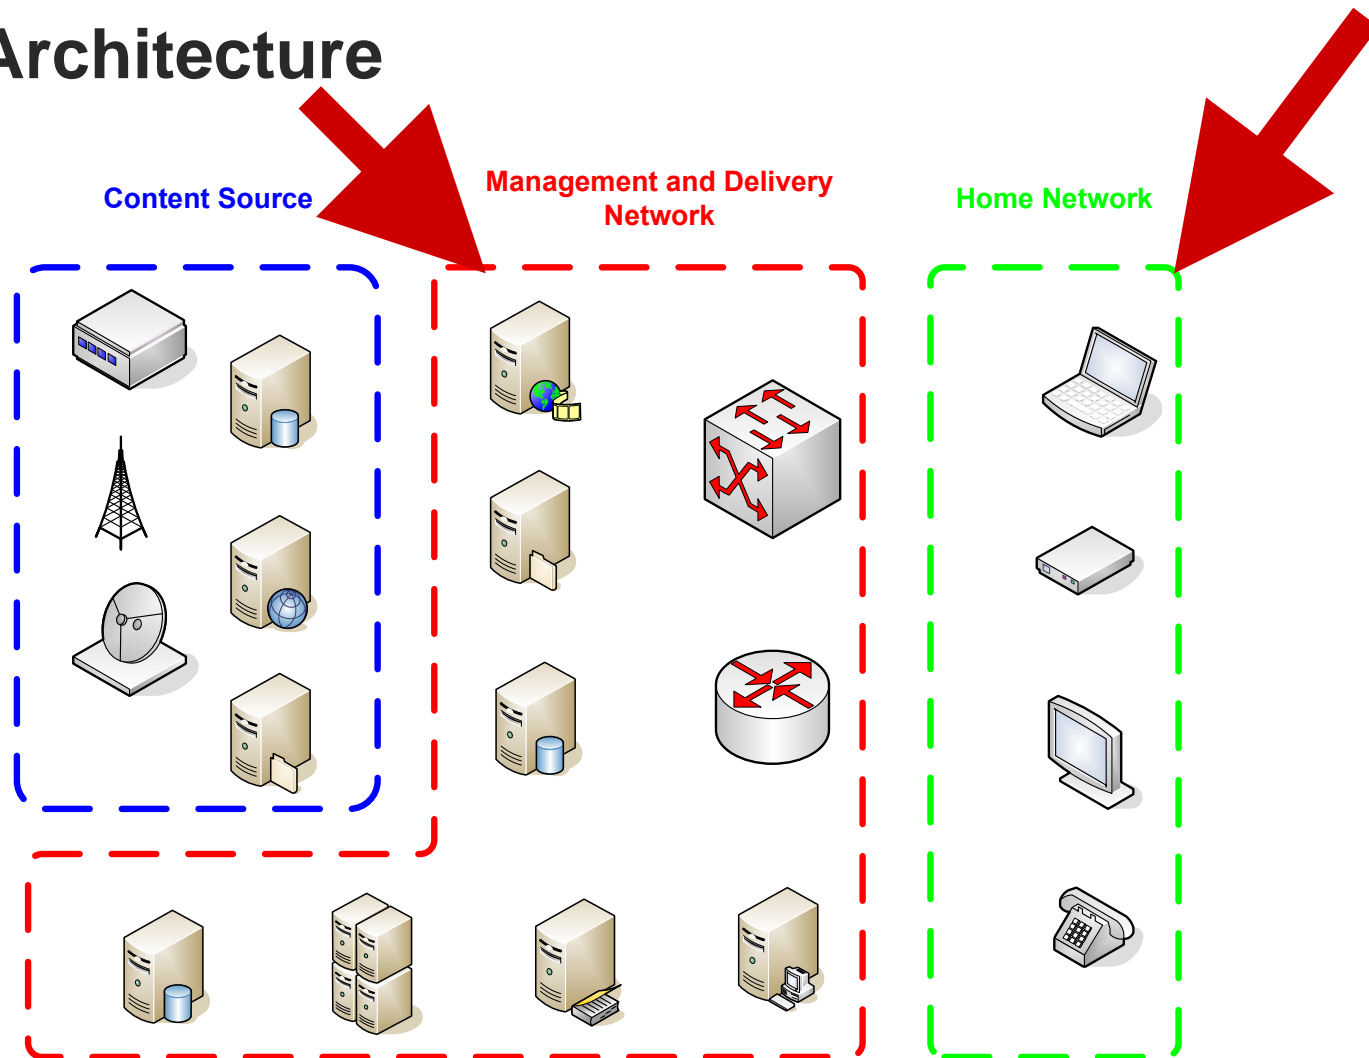 Architecture
Content Source
Management and Delivery
Network
Home Network